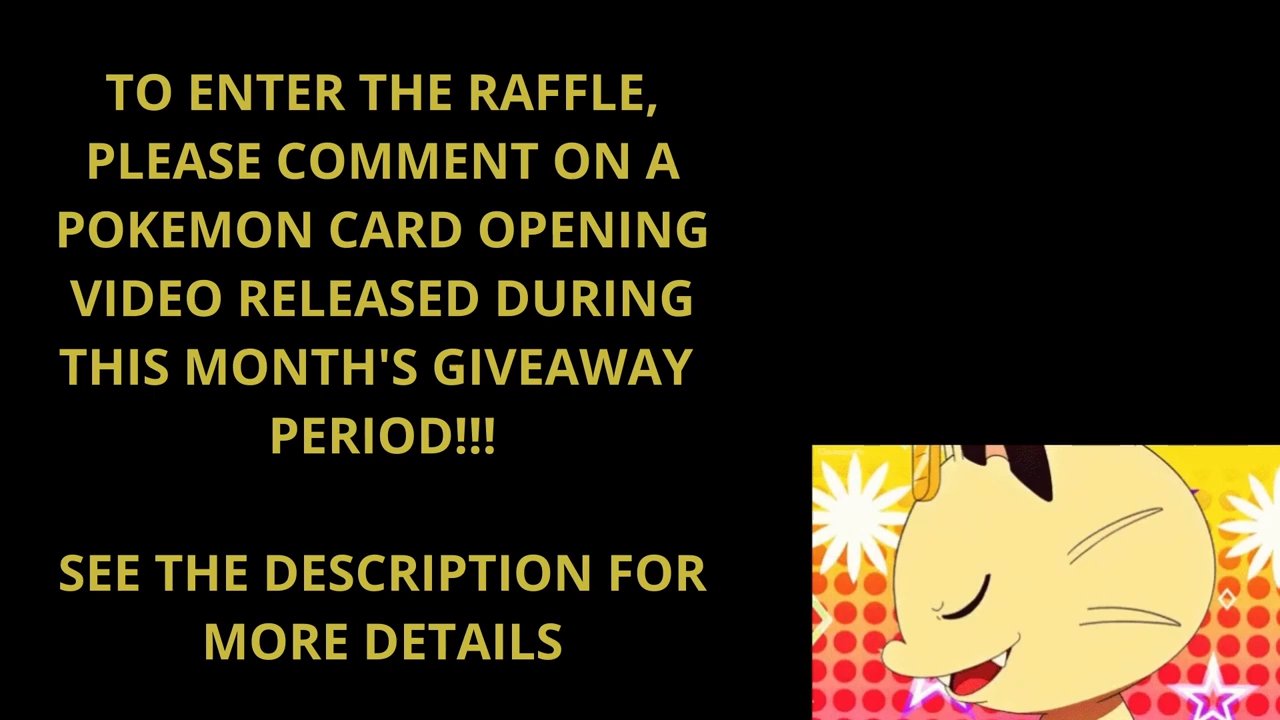 TO ENTER THE RAFFLE,
PLEASE COMMENT ON A
POKEMON CARD OPENING
VIDEO RELEASED DURING
THIS MONTH'S GIVEAWAY
PERIOD!!!
SEE THE DESCRIPTION FOR
MORE DETAILS